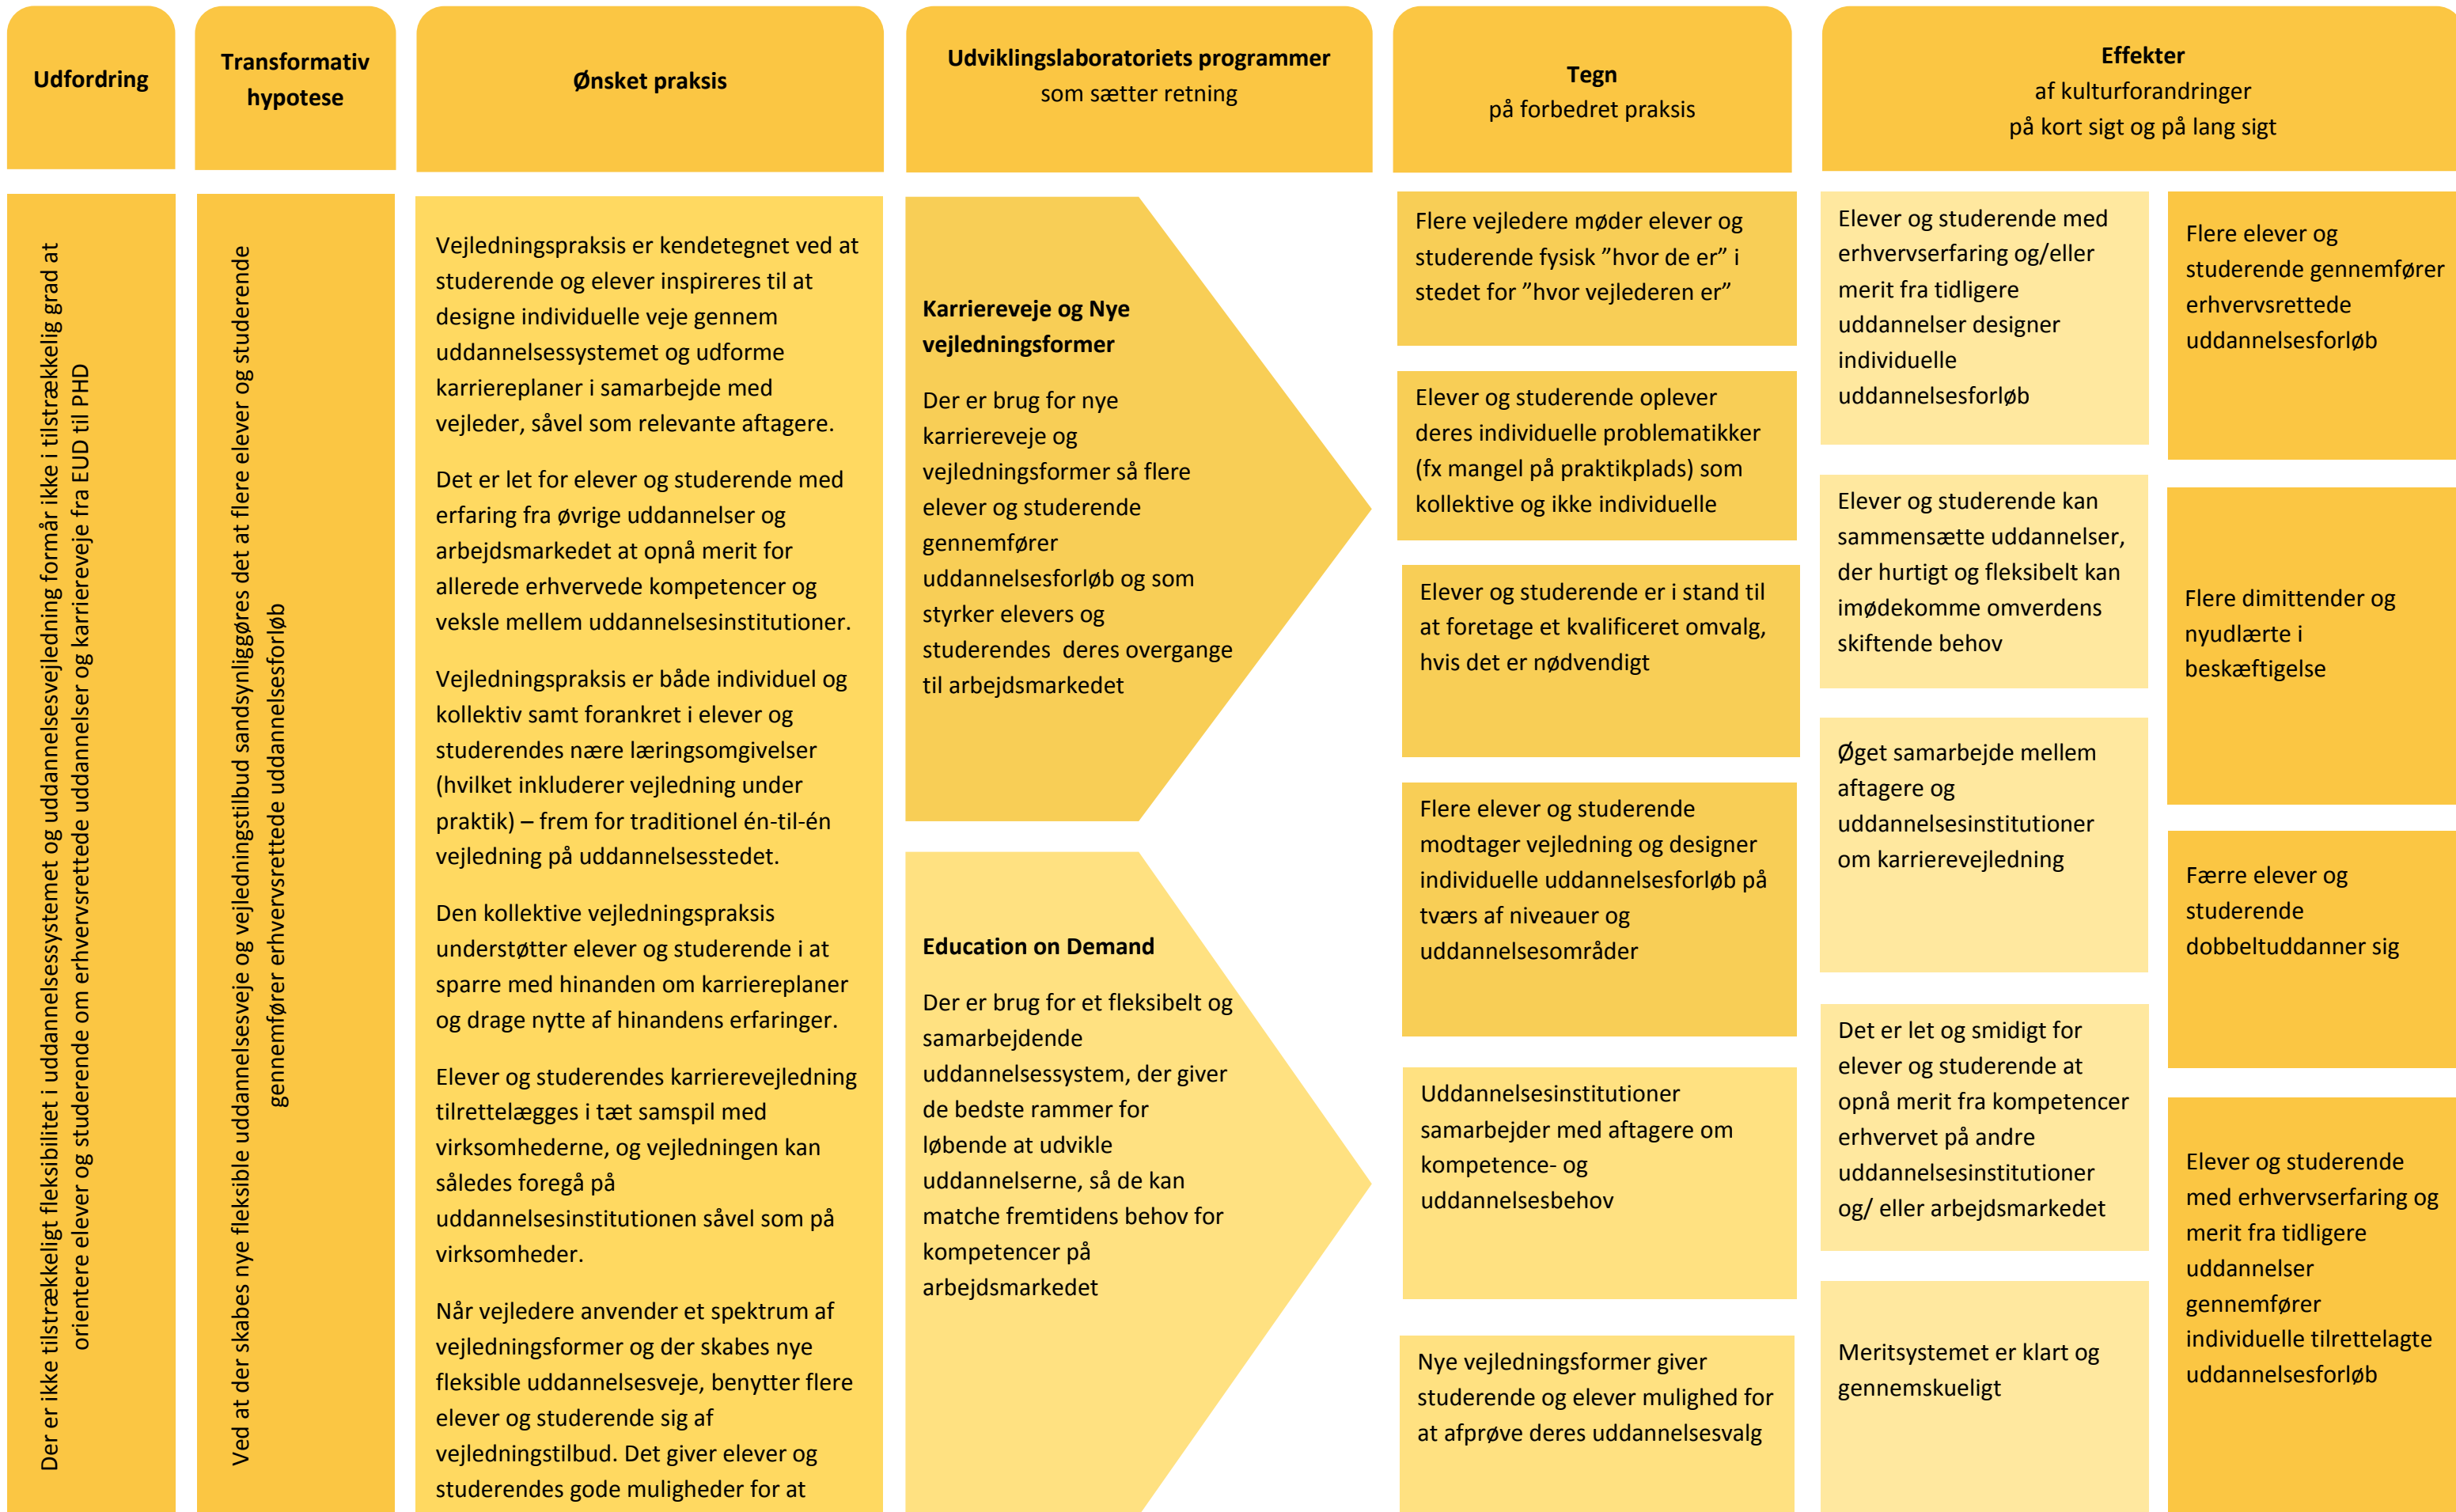 Udfordring
Transformativ
hypotese
Ønsket praksis
Udviklingslaboratoriets programmer
som sætter retning
Tegn
på forbedret praksis
Effekter
af kulturforandringer
på kort sigt og på lang sigt
Der er ikke tilstrækkeligt fleksibilitet i uddannelsessystemet og uddannelsesvejledning formår ikke i tilstrækkelig grad at
orientere elever og studerende om erhvervsrettede uddannelser og karriereveje fra EUD til PHD
Ved at der skabes nye fleksible uddannelsesveje og vejledningstilbud sandsynliggøres det at flere elever og studerende
gennemfører erhvervsrettede uddannelsesforløb
Vejledningspraksis er kendetegnet ved at
studerende og elever inspireres til at
designe individuelle veje gennem
uddannelsessystemet og udforme
karriereplaner i samarbejde med
vejleder, såvel som relevante aftagere.
Det er let for elever og studerende med
erfaring fra øvrige uddannelser og
arbejdsmarkedet at opnå merit for
allerede erhvervede kompetencer og
veksle mellem uddannelsesinstitutioner.
Vejledningspraksis er både individuel og
kollektiv samt forankret i elever og
studerendes nære læringsomgivelser
(hvilket inkluderer vejledning under
praktik) – frem for traditionel én-til-én
vejledning på uddannelsesstedet.
Den kollektive vejledningspraksis
understøtter elever og studerende i at
sparre med hinanden om karriereplaner
og drage nytte af hinandens erfaringer.
Elever og studerendes karrierevejledning
tilrettelægges i tæt samspil med
virksomhederne, og vejledningen kan
således foregå på
uddannelsesinstitutionen såvel som på
virksomheder.
Når vejledere anvender et spektrum af
vejledningsformer og der skabes nye
fleksible uddannelsesveje, benytter flere
elever og studerende sig af
vejledningstilbud. Det giver elever og
studerendes gode muligheder for at
Karriereveje og Nye
vejledningsformer
Der er brug for nye
karriereveje og
vejledningsformer så flere
elever og studerende
gennemfører
uddannelsesforløb og som
styrker elevers og
studerendes  deres overgange
til arbejdsmarkedet
Education on Demand
Der er brug for et fleksibelt og
samarbejdende
uddannelsessystem, der giver
de bedste rammer for
løbende at udvikle
uddannelserne, så de kan
matche fremtidens behov for
kompetencer på
arbejdsmarkedet
Flere vejledere møder elever og
studerende fysisk ”hvor de er” i
stedet for ”hvor vejlederen er”
Elever og studerende oplever
deres individuelle problematikker
(fx mangel på praktikplads) som
kollektive og ikke individuelle
Elever og studerende er i stand til
at foretage et kvalificeret omvalg,
hvis det er nødvendigt
Flere elever og studerende
modtager vejledning og designer
individuelle uddannelsesforløb på
tværs af niveauer og
uddannelsesområder
Uddannelsesinstitutioner
samarbejder med aftagere om
kompetence- og
uddannelsesbehov
Nye vejledningsformer giver
studerende og elever mulighed for
at afprøve deres uddannelsesvalg
Elever og studerende med
erhvervserfaring og/eller
merit fra tidligere
uddannelser designer
individuelle
uddannelsesforløb
Elever og studerende kan
sammensætte uddannelser,
der hurtigt og fleksibelt kan
imødekomme omverdens
skiftende behov
Øget samarbejde mellem
aftagere og
uddannelsesinstitutioner
om karrierevejledning
Det er let og smidigt for
elever og studerende at
opnå merit fra kompetencer
erhvervet på andre
uddannelsesinstitutioner
og/ eller arbejdsmarkedet
Meritsystemet er klart og
gennemskueligt
Flere elever og
studerende gennemfører
erhvervsrettede
uddannelsesforløb
Flere dimittender og
nyudlærte i
beskæftigelse
Færre elever og
studerende
dobbeltuddanner sig
Elever og studerende
med erhvervserfaring og
merit fra tidligere
uddannelser
gennemfører
individuelle tilrettelagte
uddannelsesforløb